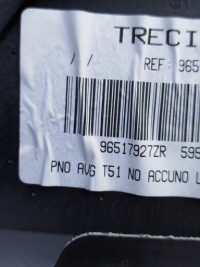 TRECI
/ / REF: 965
96517927ZR 595
PNO AVG T51 NO ACCUNO L